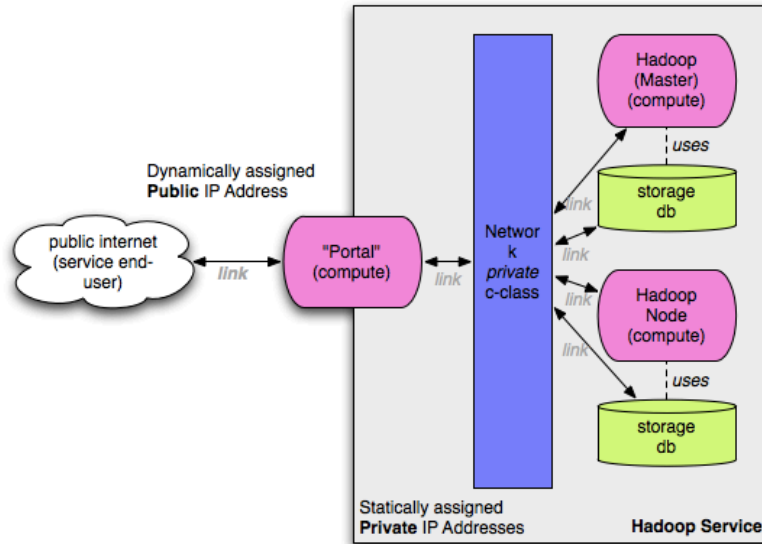 Hadoop
(Master)
(compute)
uses
storage
db
link
Dynamically assigned
Public IP Address
public internet
(service end-
user)
link
"Portal"
(compute)
link
Networ
k
private
c-class
link
link
Hadoop
Node
(compute)
link
uses
storage
db
Statically assigned
Private IP Addresses
Hadoop Service